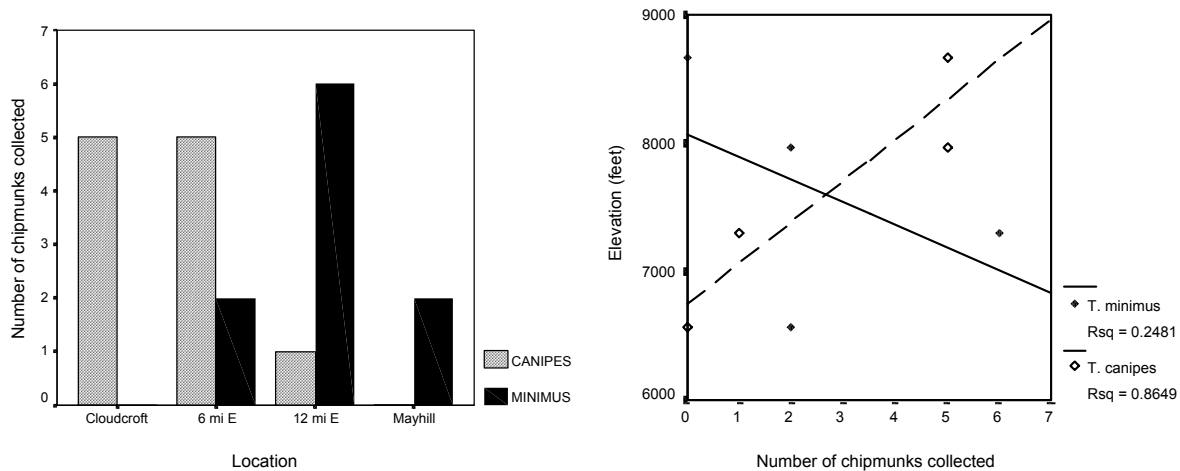 7
6
5
4
3
2
1
0
Number of chipmunks collected
Cloudcroft 6 mi E 12 mi E Mayhill
Location
CANIPES
MINIMUS
9000
8000
7000
6000
Elevation (feet)
0 1 2 3 4 5 6 7
Number of chipmunks collected
T. minimus
Rsq = 0.2481
T. canipes
Rsq = 0.8649